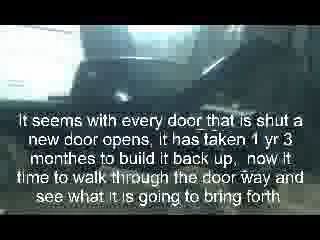 It seems with every door that is shut a
new door opens, it has taken 1 yr 3
monthes to build it back up,  now it
time to walk through the door way and
see what it is going to bring forth